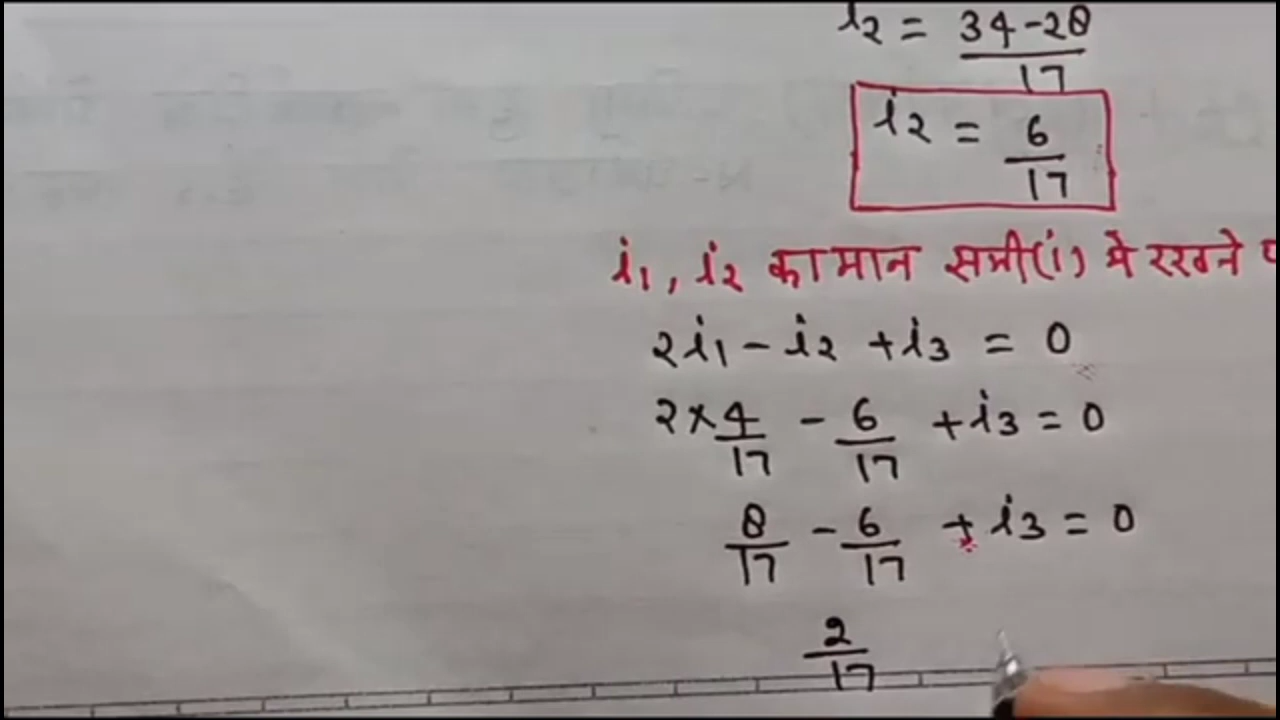 i2 = 34-28/17
i2 = 6/17
i1, i2 का मान समी(i) मे रखने
2i1 - i2 + i3 = 0
2 × 4/17 - 6/17 + i3 = 0
8/17 - 6/17 + i3 = 0
2/17